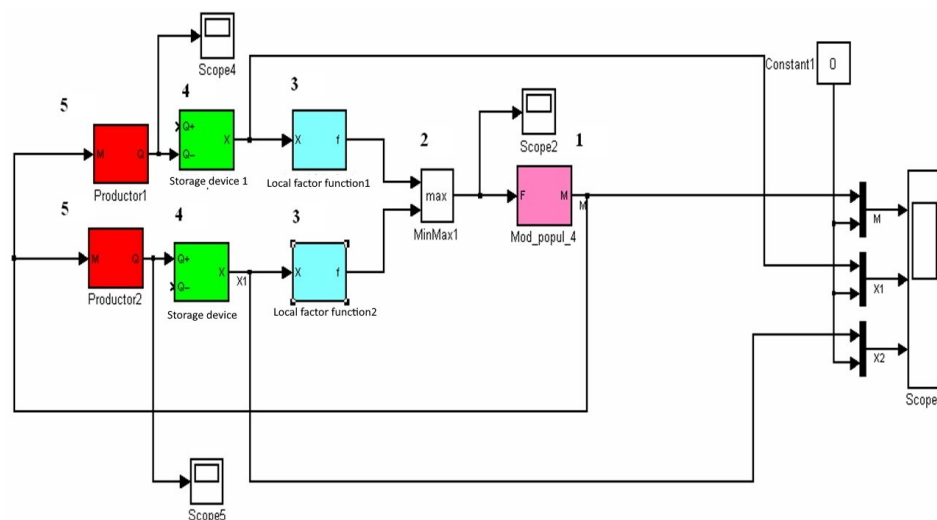 Scope4
Constant1
0
5
4
3
M
Q
Q+
Q–
X
X
f
2
1
Scope2
Productor1
Storage device 1
Local factor function1
max
MinMax1
F
M
M
Mod_popul_4
M
5
4
3
M
Q
Q+
Q–
X
X1
X
f
Productor2
Storage device
Local factor function2
X1
X2
Scope
Scope5